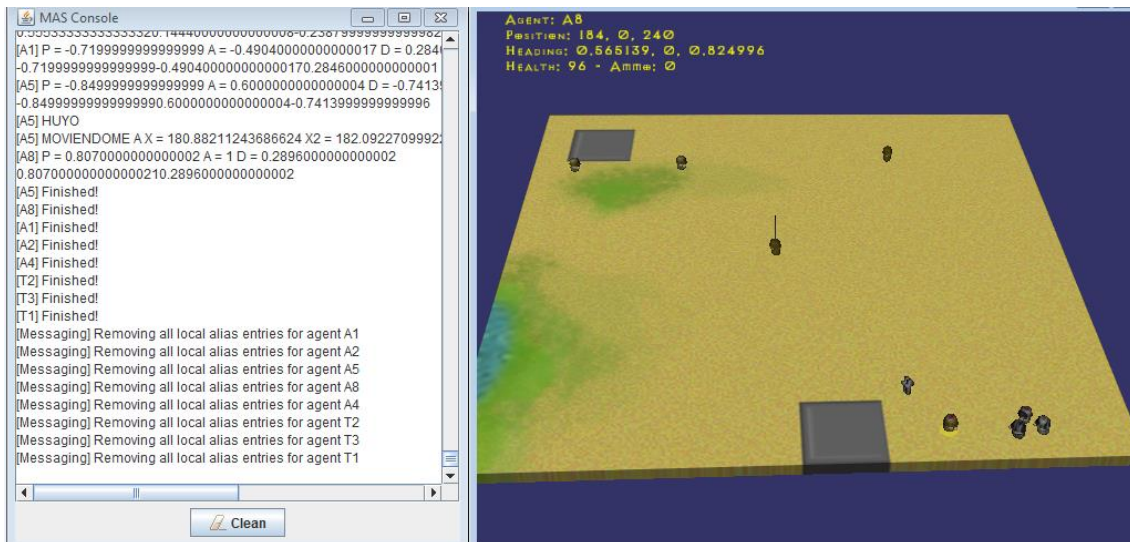 MAS Console
[A1] P = -0.7199999999999999 A = -0.49040000000000017 D = 0.284
-0.7199999999999999-0.490400000000000170.2846000000000001
[A5] P = -0.8499999999999999 A = 0.6000000000000004 D = -0.7413
-0.84999999999999990.6000000000000004-0.7413999999999996
[A5] HUYO
[A5] MOVIENDOME A X = 180.88211243686624 X2 = 182.0922709992
[A8] P = 0.8070000000000002 A = 1 D = 0.2896000000000002
0.807000000000000210.2896000000000002
[A5] Finished!
[A8] Finished!
[A1] Finished!
[A2] Finished!
[A4] Finished!
[T2] Finished!
[T3] Finished!
[T1] Finished!
[Messaging] Removing all local alias entries for agent A1
[Messaging] Removing all local alias entries for agent A2
[Messaging] Removing all local alias entries for agent A5
[Messaging] Removing all local alias entries for agent A8
[Messaging] Removing all local alias entries for agent A4
[Messaging] Removing all local alias entries for agent T2
[Messaging] Removing all local alias entries for agent T3
[Messaging] Removing all local alias entries for agent T1
Clean
Agent: A8
Position: 184, 0, 240
Heading: 0.565139, 0, 0.824996
Health: 96 - Ammo: 0